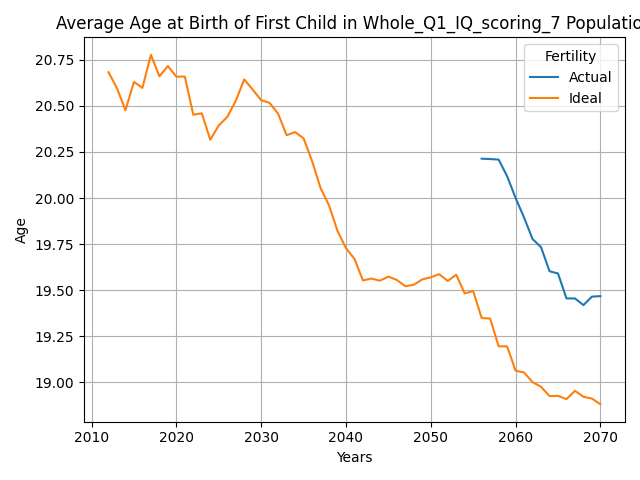 Average Age at Birth of First Child in Whole_Q1_IQ_scoring_7 Populatio
Fertility
Actual
Ideal
20.75
20.50
20.25
20.00
19.75
19.50
19.25
19.00
Age
2010 2020 2030 2040 2050 2060 2070
Years